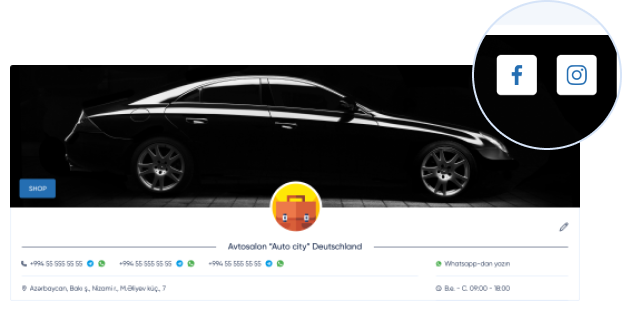 SHOP
Avtosalon "Auto city" Deutschland
+994 55 555 55 55 +994 55 555 55 55 +994 55 555 55 55 Whatsapp-dan yazın
Azərbaycan, Bakı ş., Nizami r., M.Əliyev küç., 7 B.e. - C. 09:00 - 18:00